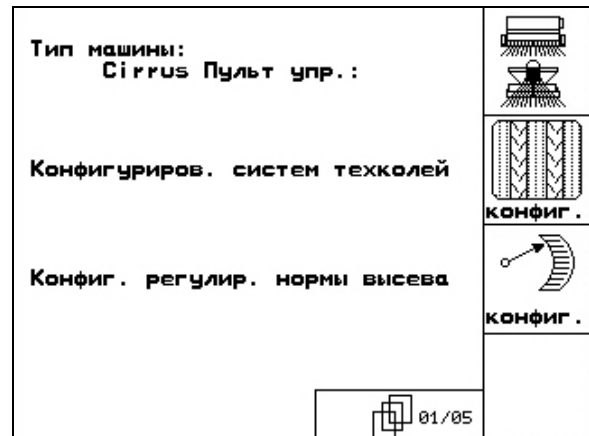 Тип машины:
Cirrus Пульт упр.:
Конфигуриров. систем техколей
конфиг.
Конфиг. регулир. нормы высева
конфиг.
01/05